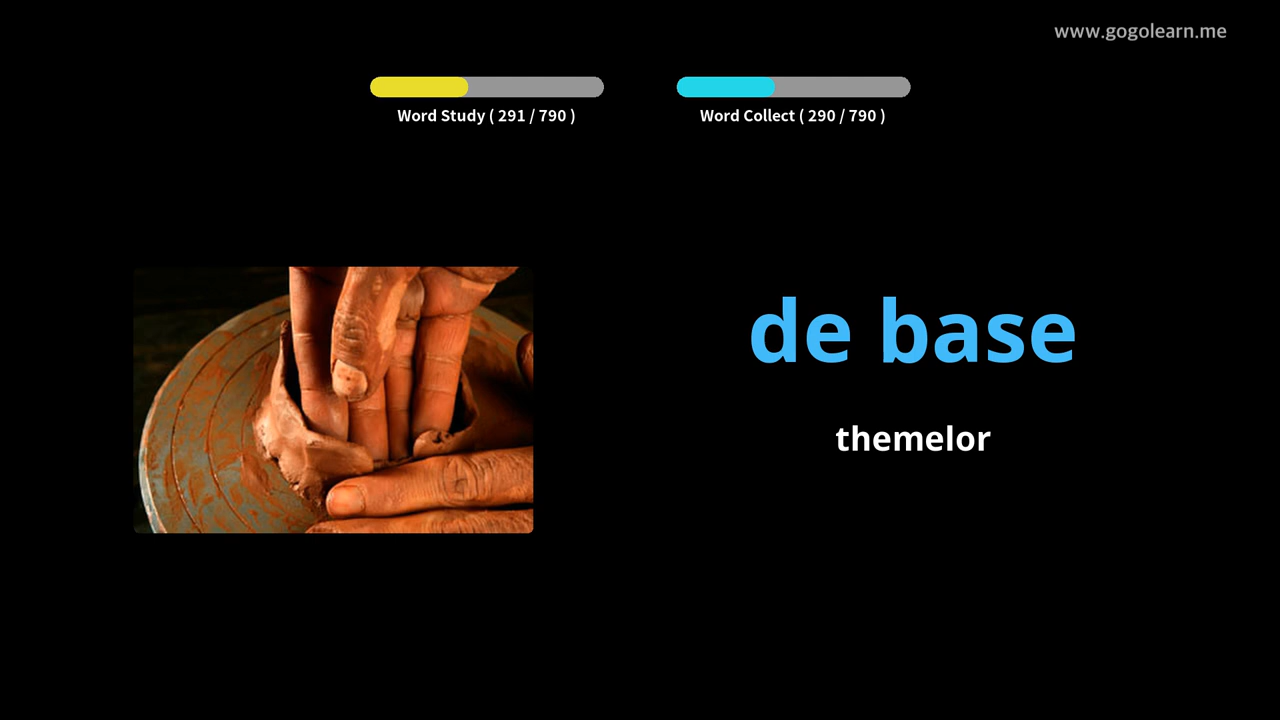 www.gogolearn.me
Word Study ( 291 / 790 )
Word Collect ( 290 / 790 )
de base
themelor